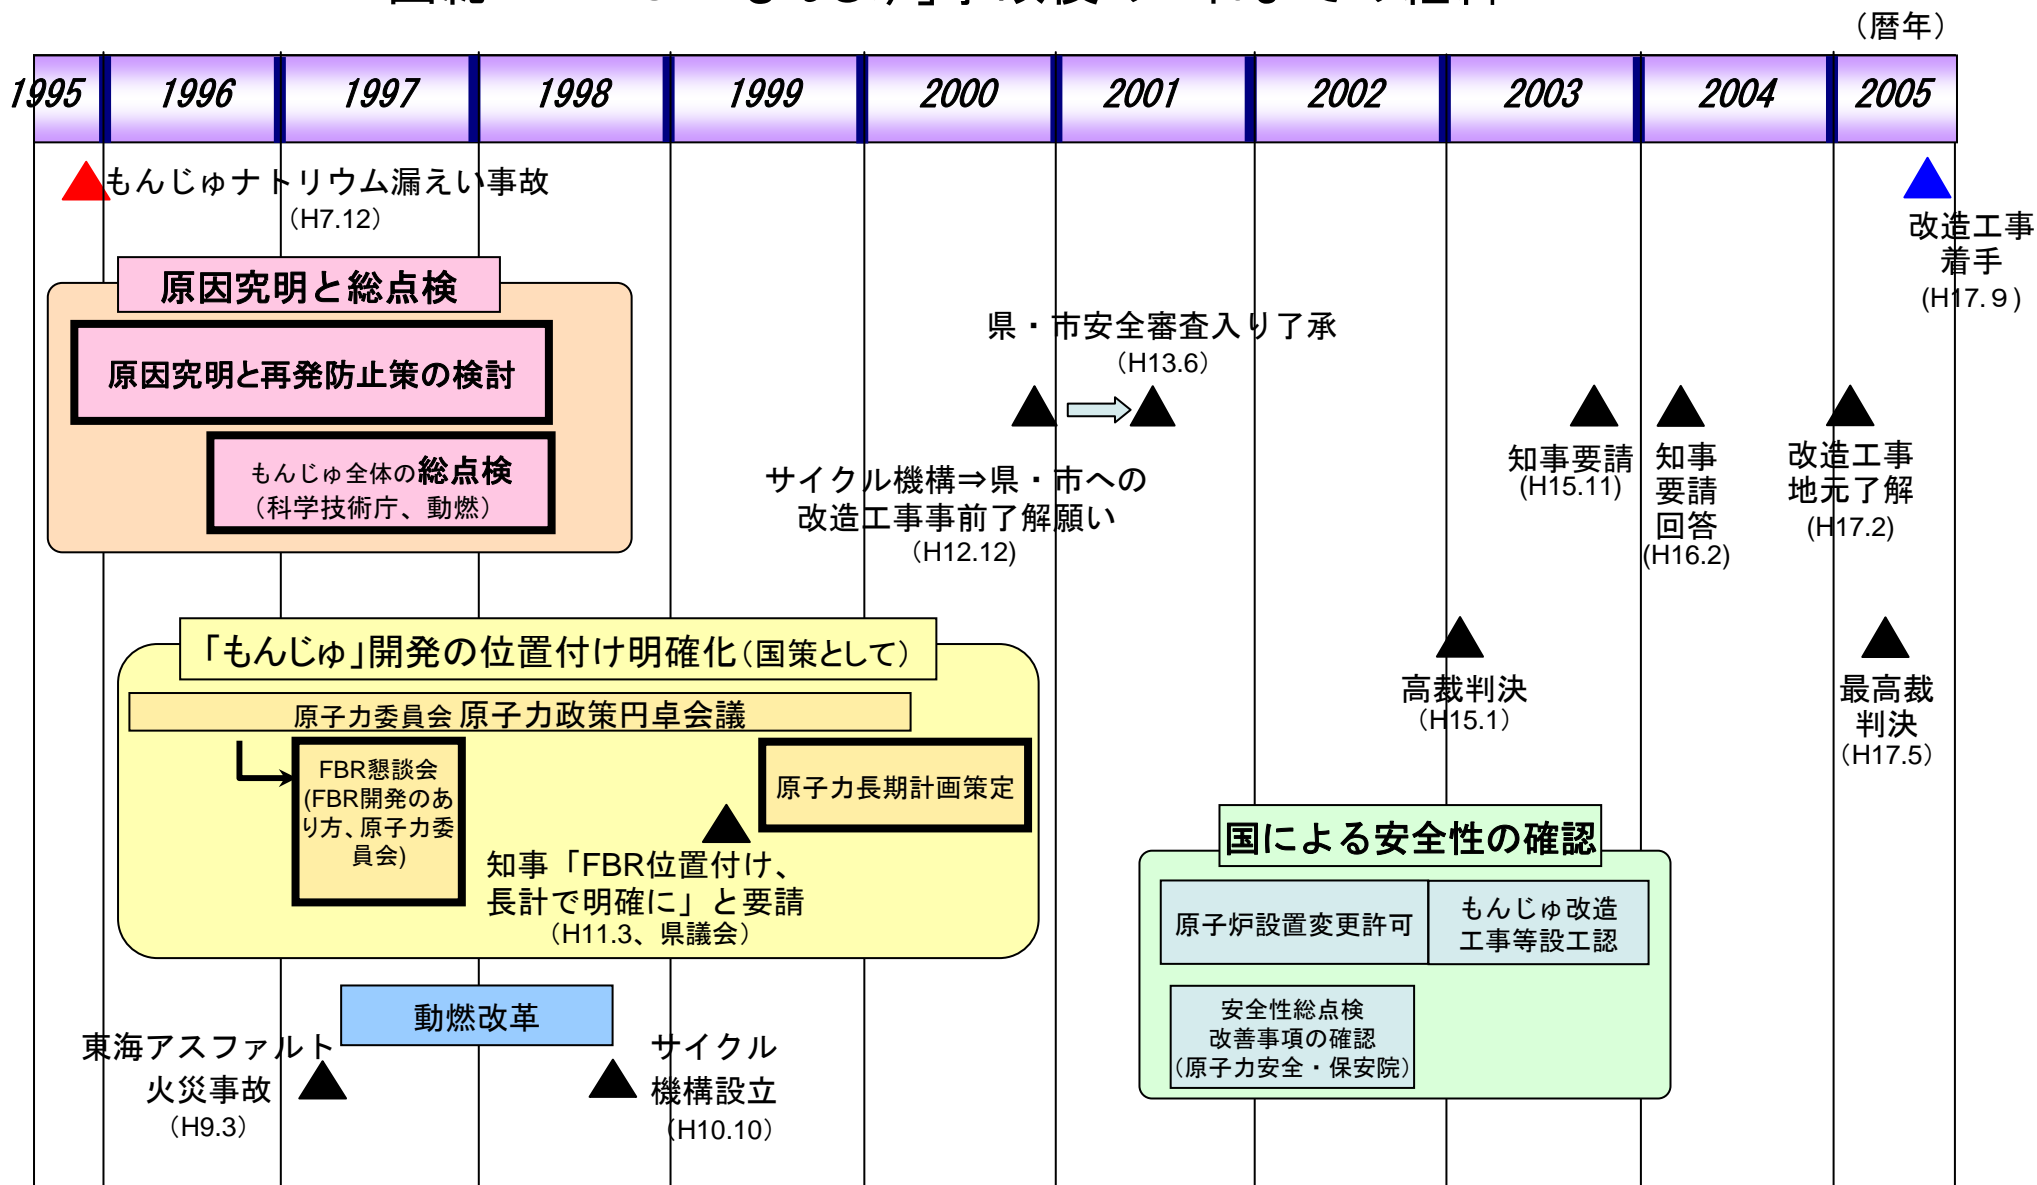 （暦年）
1995 1996 1997 1998 1999 2000 2001 2002 2003 2004 2005
もんじゅナトリウム漏えい事故
（H7.12）
改造工事
着手
(H17.９)
原因究明と総点検
原因究明と再発防止策の検討
もんじゅ全体の総点検
（科学技術庁、動燃）
県・市安全審査入り了承
（H13.6）
サイクル機構⇒県・市への
改造工事事前了解願い
（H12.12)
知事要請
(H15.11)
知事
要請
回答
(H16.2)
改造工事
地元了解
(H17.2)
「もんじゅ」開発の位置付け明確化（国策として）
原子力委員会 原子力政策円卓会議
FBR懇談会
(FBR開発のあ
り方、原子力委
員会)
原子力長期計画策定
知事「FBR位置付け、
長計で明確に」と要請
（H11.3、県議会）
高裁判決
（H15.1）
最高裁
判決
（H17.5）
国による安全性の確認
原子炉設置変更許可
もんじゅ改造
工事等設工認
安全性総点検
改善事項の確認
（原子力安全・保安院）
動燃改革
東海アスファルト
火災事故
（H9.3）
サイクル
機構設立
（H10.10）